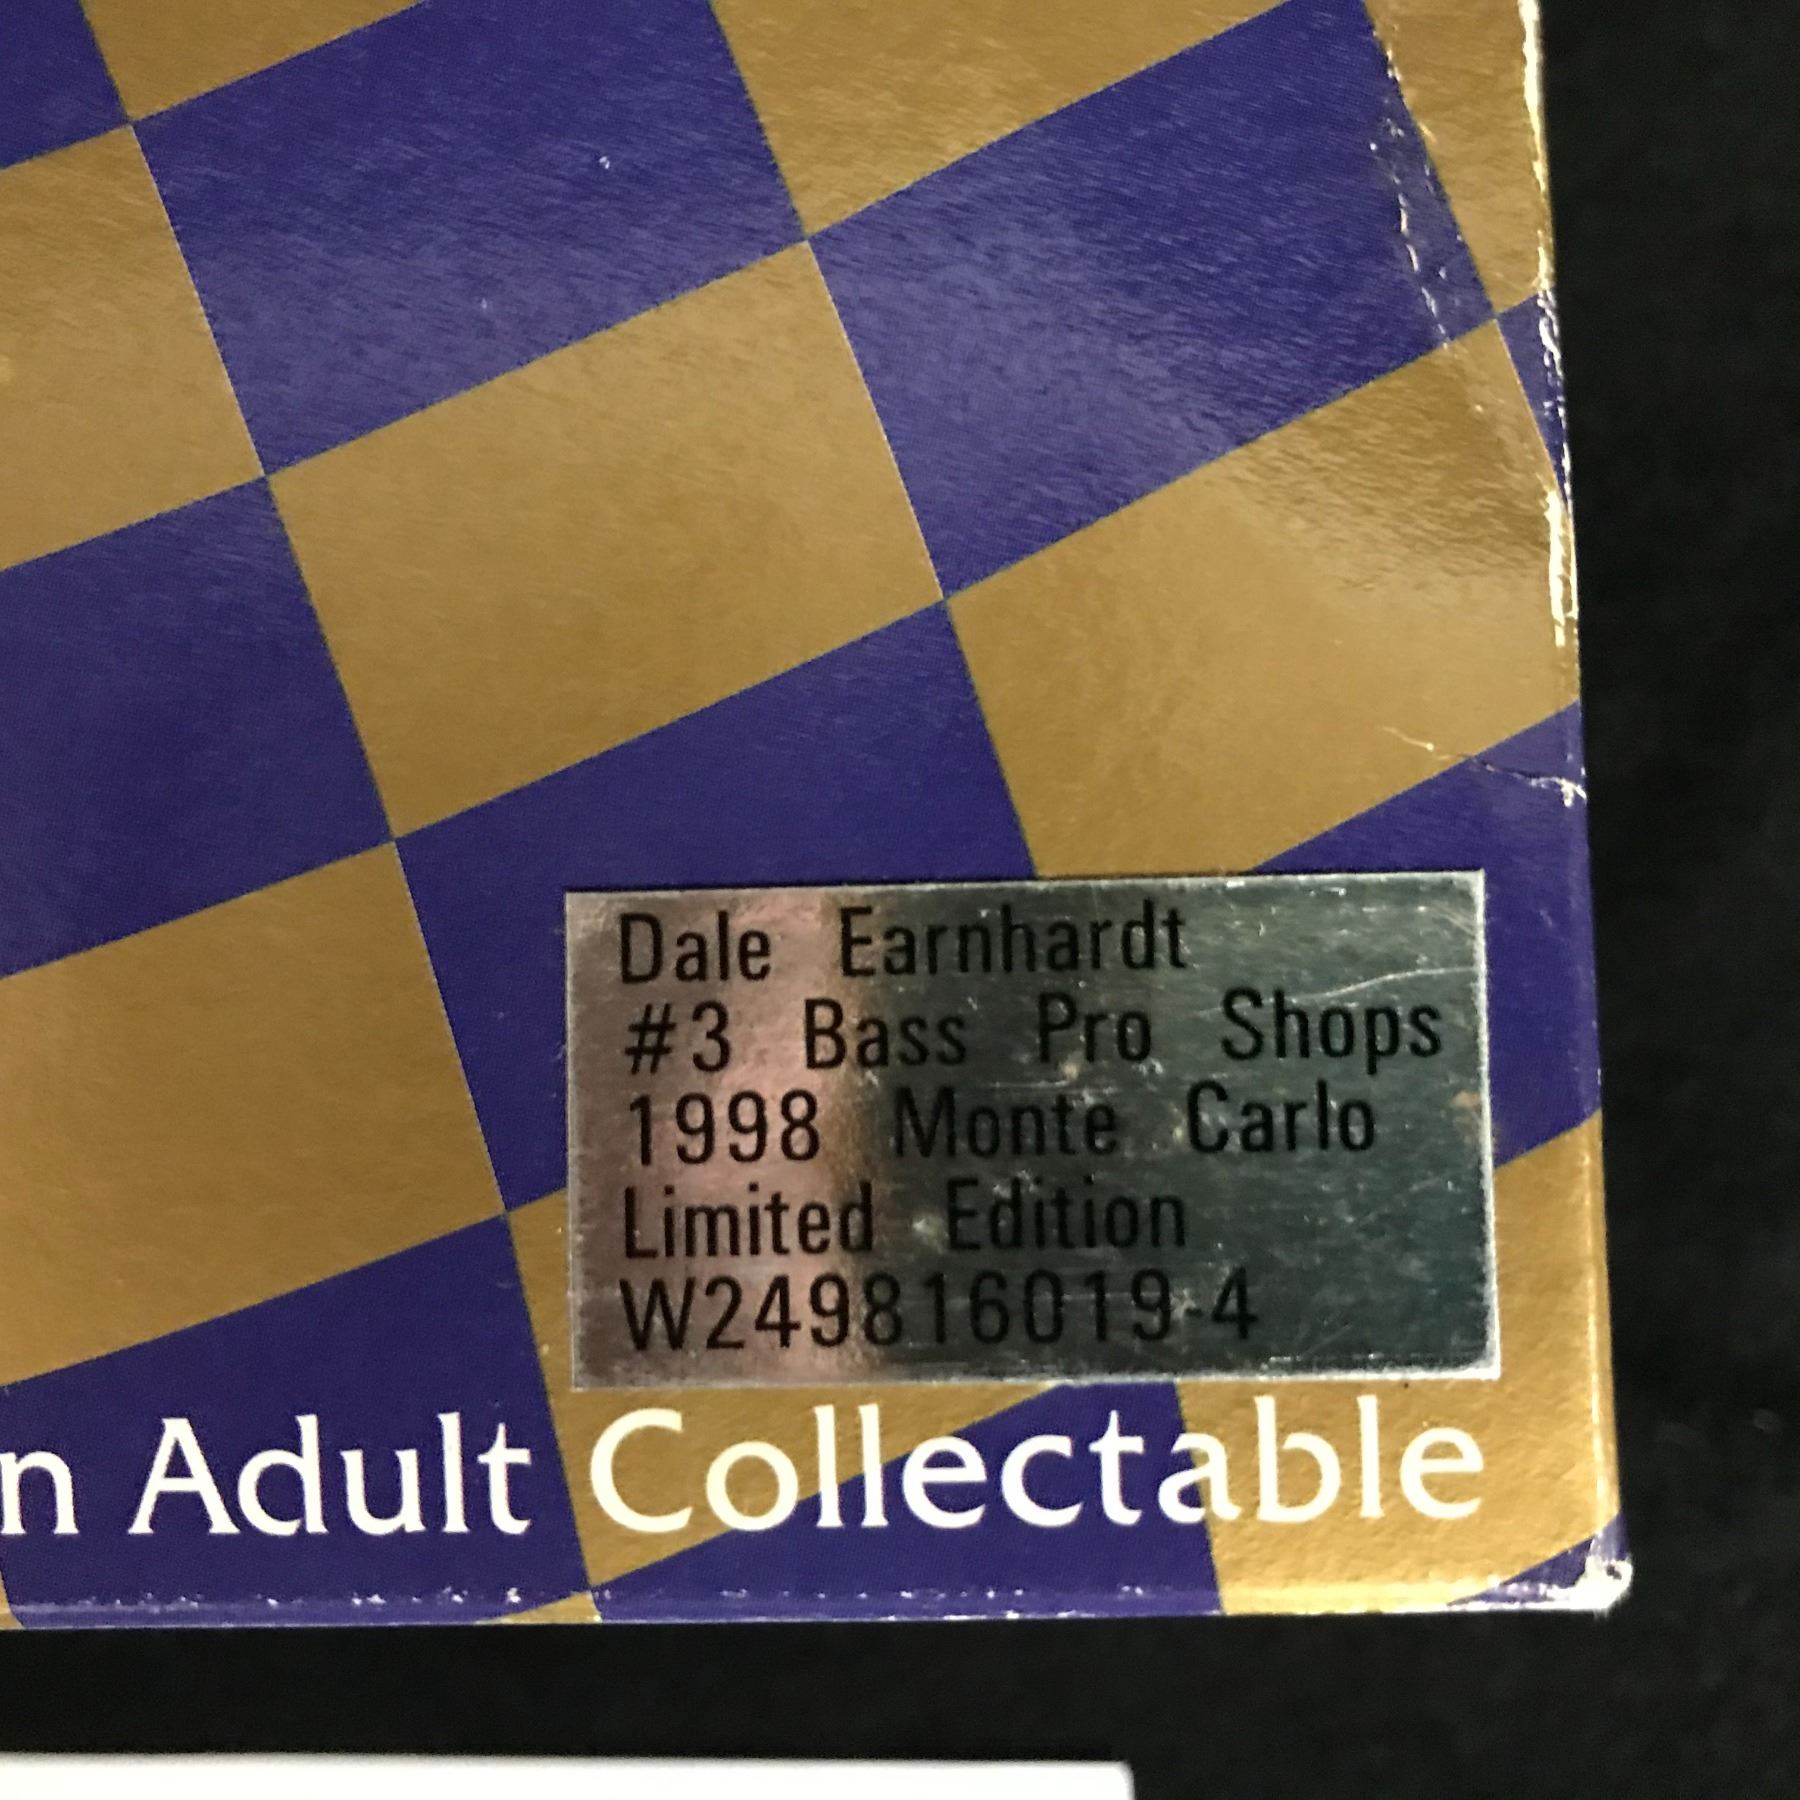 Dale Earnhardt
#3 Bass Pro Shops
1998 Monte Carlo
Limited Edition
W249816019-4
n Adult Collectable